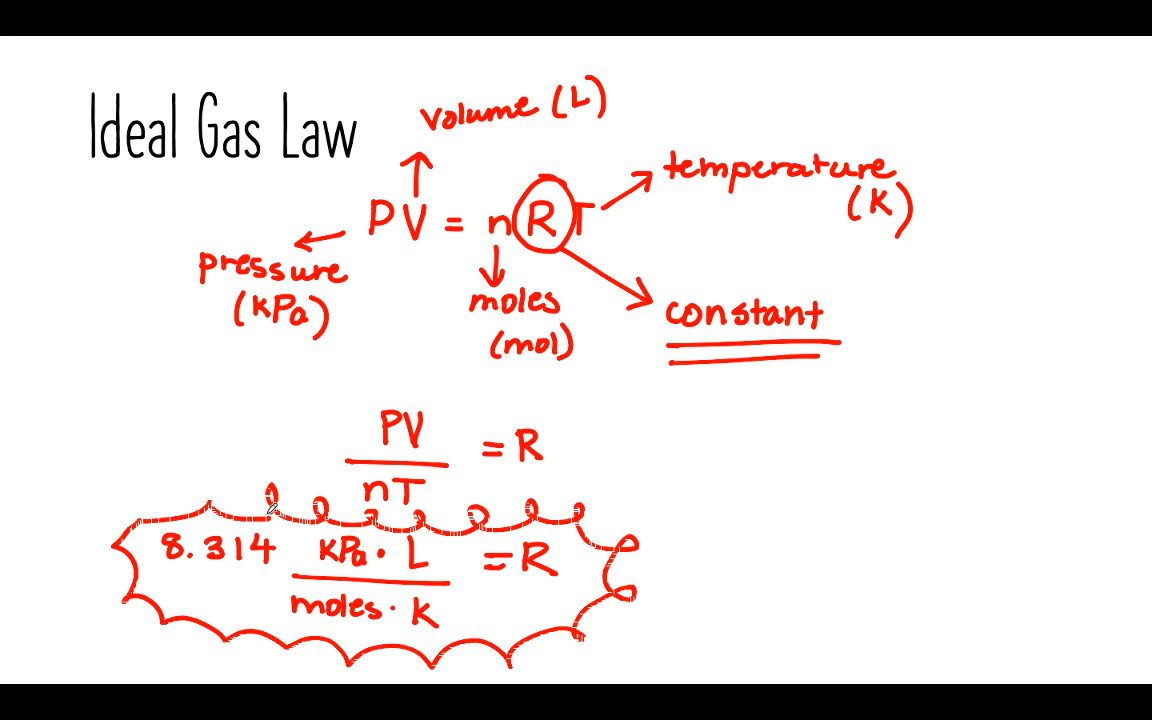 Ideal Gas Law
volume (L)
temperature
(K)
PV = nRT
pressure
(kPa)
moles
(mol)
constant
PV
= R
nT
8.314 kPa · L = R
moles · K